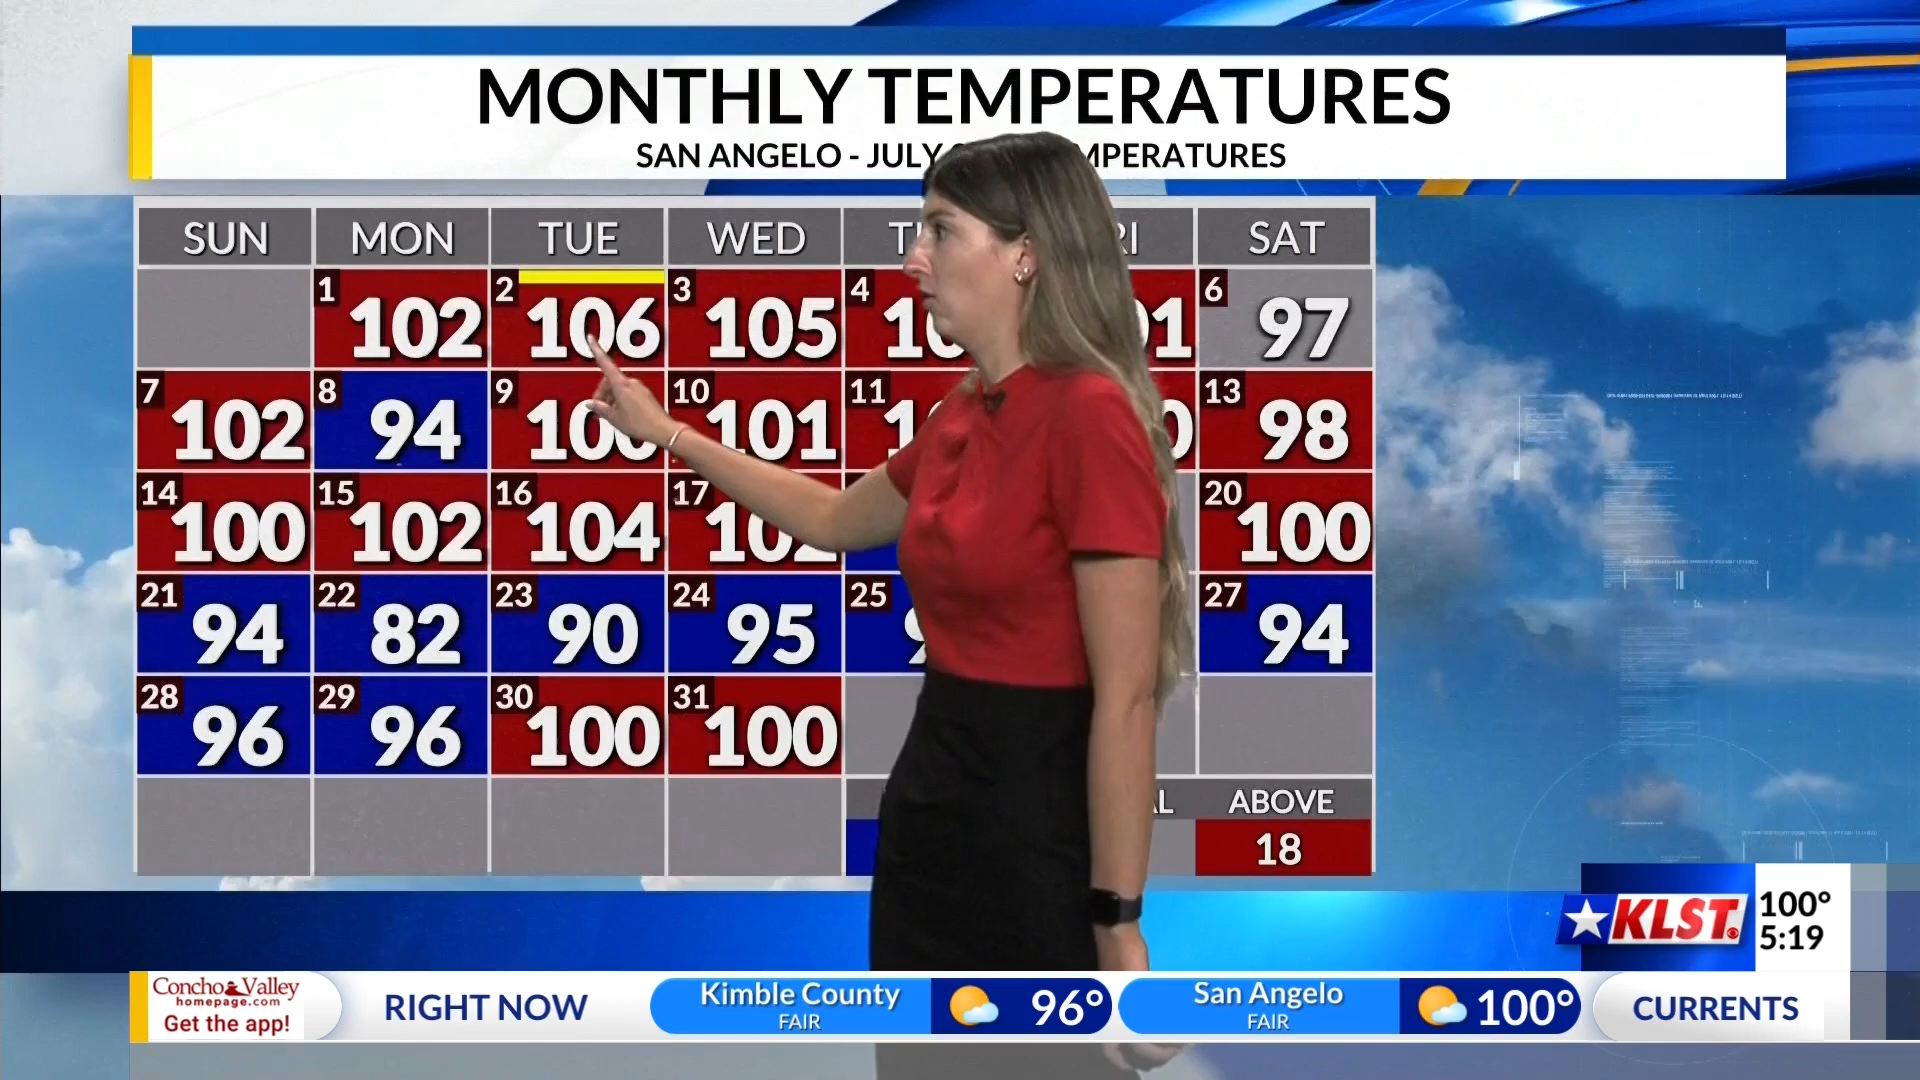 MONTHLY TEMPERATURES
SAN ANGELO - JULY
SUN MON TUE WED SAT
1 102 2 106 3 105 4 6 97
7 102 8 94 9 100 10 101 11 13 98
14 100 15 102 16 104 17 102 20 100
21 94 22 82 23 90 24 95 25 27 94
28 96 29 96 30 100 31 100
ABOVE
18
KLST
100°
5:19
Concho Valley
homepage.com
Get the app!
RIGHT NOW
Kimble County
FAIR
96°
San Angelo
FAIR
100°
CURRENTS